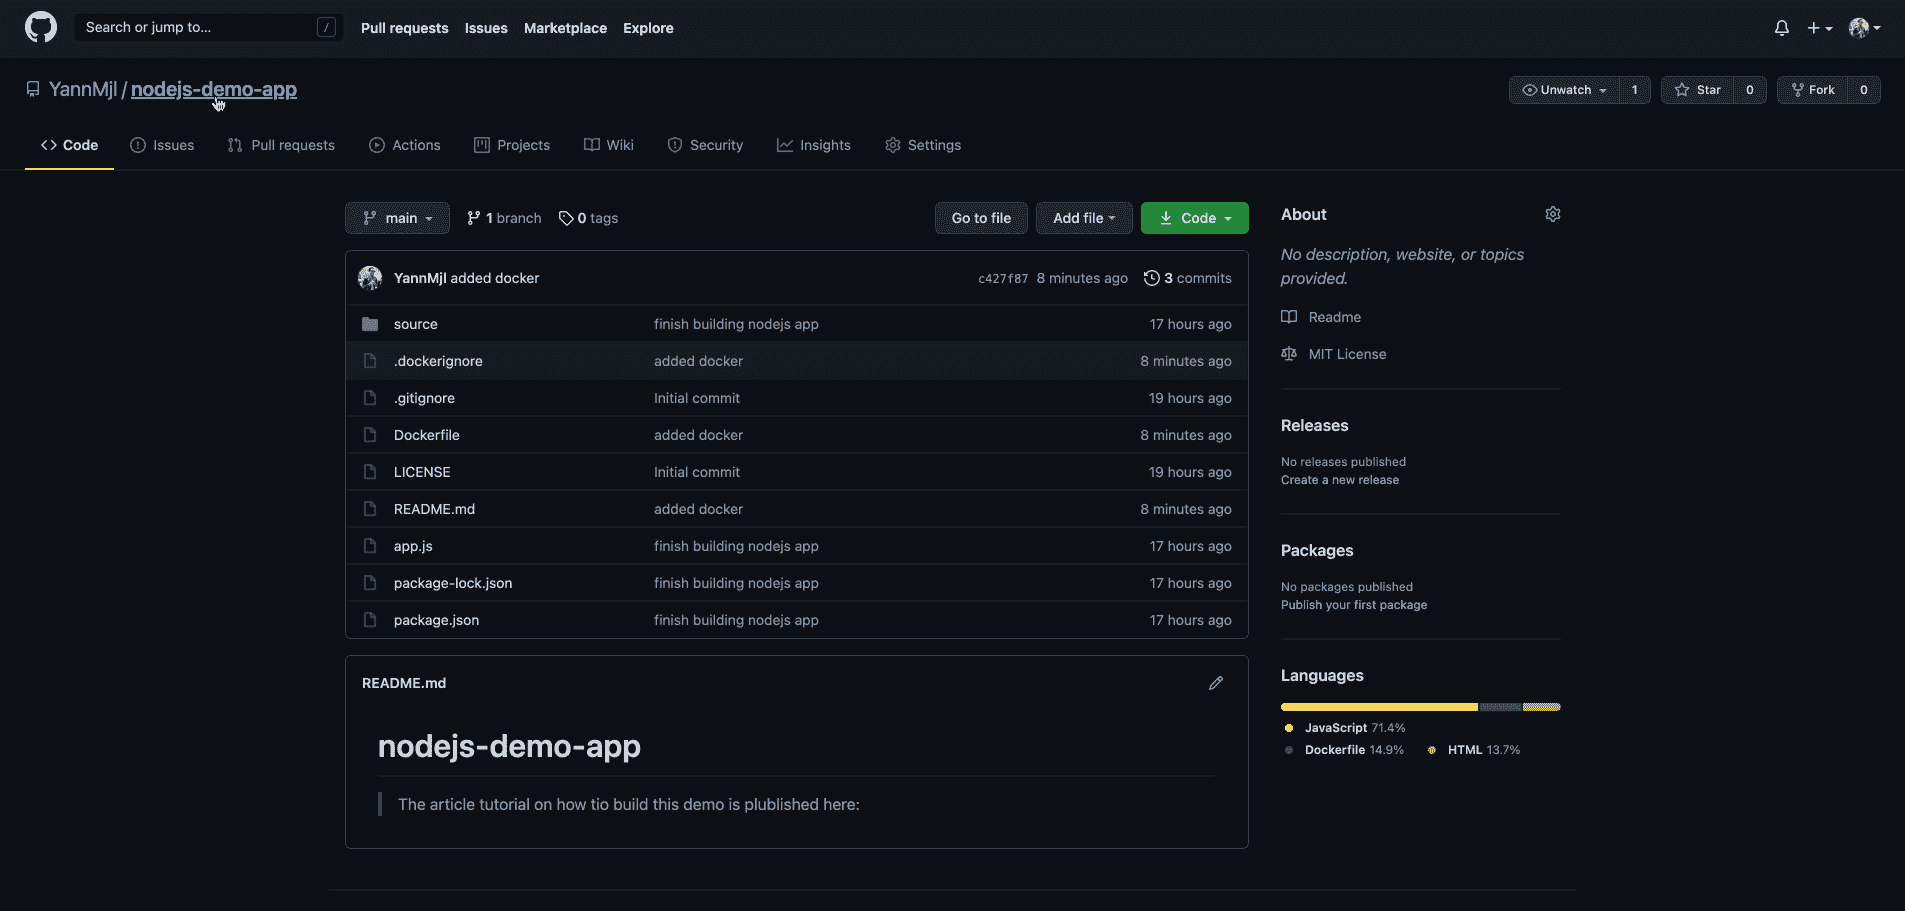 Search or jump to... /
Pull requests Issues Marketplace Explore
YannMjl / nodejs-demo-app
Unwatch 1 Star 0 Fork 0
Code Issues Pull requests Actions Projects Wiki Security Insights Settings
main 1 branch 0 tags Go to file Add file Code
YannMjl added docker c427f87 8 minutes ago 3 commits
source finish building nodejs app 17 hours ago
.dockerignore added docker 8 minutes ago
.gitignore Initial commit 19 hours ago
Dockerfile added docker 8 minutes ago
LICENSE Initial commit 19 hours ago
README.md added docker 8 minutes ago
app.js finish building nodejs app 17 hours ago
package-lock.json finish building nodejs app 17 hours ago
package.json finish building nodejs app 17 hours ago
README.md
nodejs-demo-app
The article tutorial on how tio build this demo is plublished here:
About
No description, website, or topics
provided.
Readme
MIT License
Releases
No releases published
Create a new release
Packages
No packages published
Publish your first package
Languages
JavaScript 71.4%
Dockerfile 14.9% HTML 13.7%